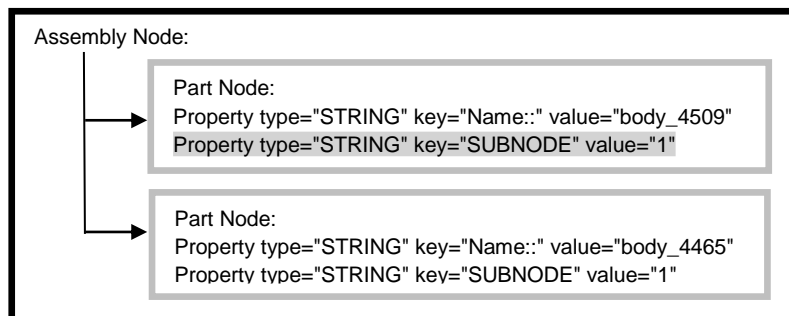 Assembly Node:
Part Node:
Property type="STRING" key="Name::" value="body_4509"
Property type="STRING" key="SUBNODE" value="1"
Part Node:
Property type="STRING" key="Name::" value="body_4465"
Property type="STRING" key="SUBNODE" value="1"